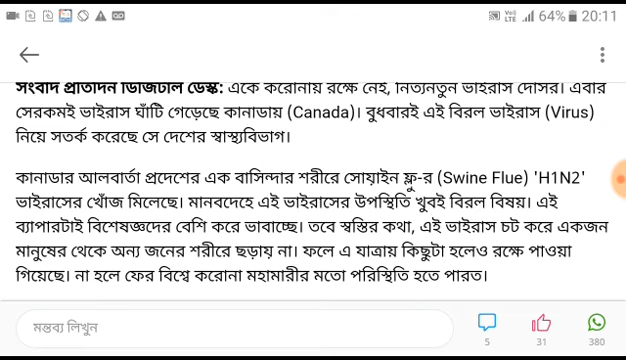 Voi) LTE 64% 20:11
সংবাদ প্রতিদিন ডিজিটাল ডেস্ক: একে করোনায় রক্ষে নেই, নিত্যনতুন ভাইরাস দোসর। এবার
সেরকমই ভাইরাস ঘাঁটি গেড়েছে কানাডায় (Canada)। বুধবারই এই বিরল ভাইরাস (Virus)
নিয়ে সতর্ক করেছে সে দেশের স্বাস্থ্যবিভাগ।
কানাডার আলবার্তা প্রদেশের এক বাসিন্দার শরীরে সোয়াইন ফ্লু-র (Swine Flue) 'H1N2'
ভাইরাসের খোঁজ মিলেছে। মানবদেহে এই ভাইরাসের উপস্থিতি খুবই বিরল বিষয়। এই
ব্যাপারটাই বিশেষজ্ঞদের বেশি করে ভাবাচ্ছে। তবে স্বস্তির কথা, এই ভাইরাস চট করে একজন
মানুষের থেকে অন্য জনের শরীরে ছড়ায় না। ফলে এ যাত্রায় কিছুটা হলেও রক্ষে পাওয়া
গিয়েছে। না হলে ফের বিশ্বে করোনা মহামারীর মতো পরিস্থিতি হতে পারত।
মন্তব্য লিখুন
5 31 380